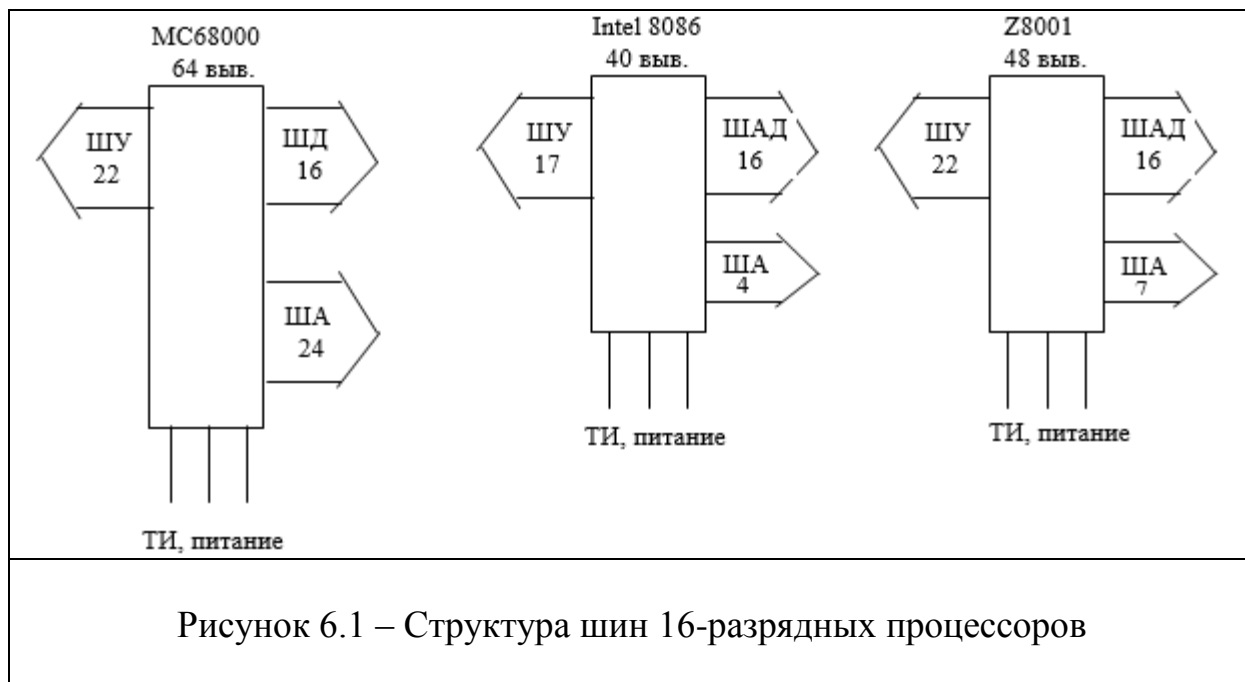 MC68000
64 выв.
ШУ
22
ШД
16
ША
24
ТИ, питание
Intel 8086
40 выв.
ШУ
17
ШАД
16
ША
4
ТИ, питание
Z8001
48 выв.
ШУ
22
ШАД
16
ША
7
ТИ, питание
Рисунок 6.1 – Структура шин 16-разрядных процессоров